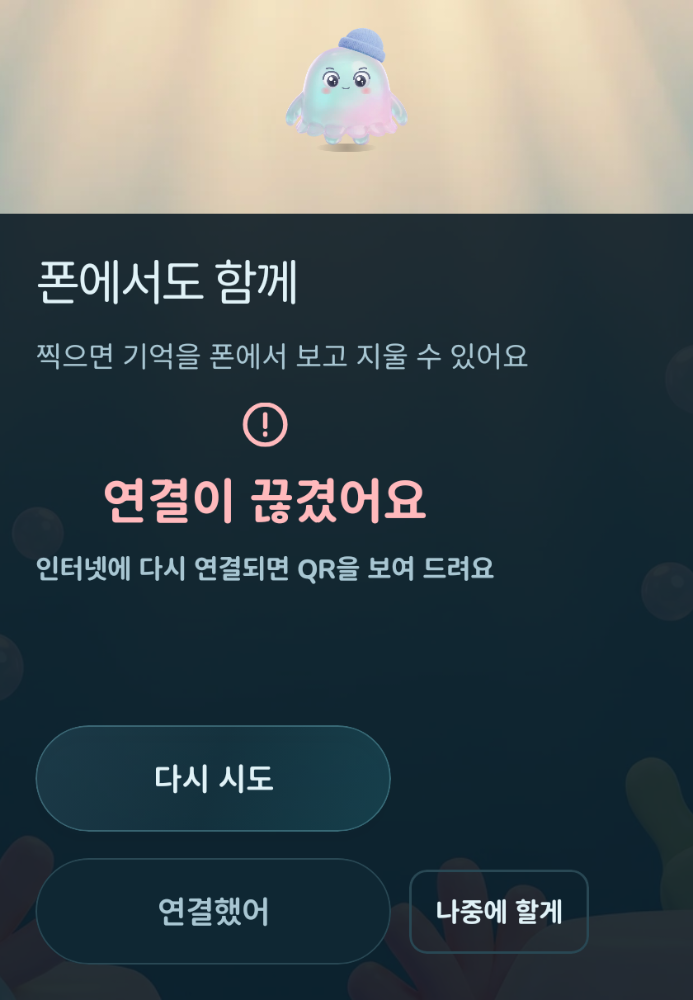 폰에서도 함께
찍으면 기억을 폰에서 보고 지울 수 있어요
연결이 끊겼어요
인터넷에 다시 연결되면 QR을 보여 드려요
다시 시도
연결했어
나중에 할게